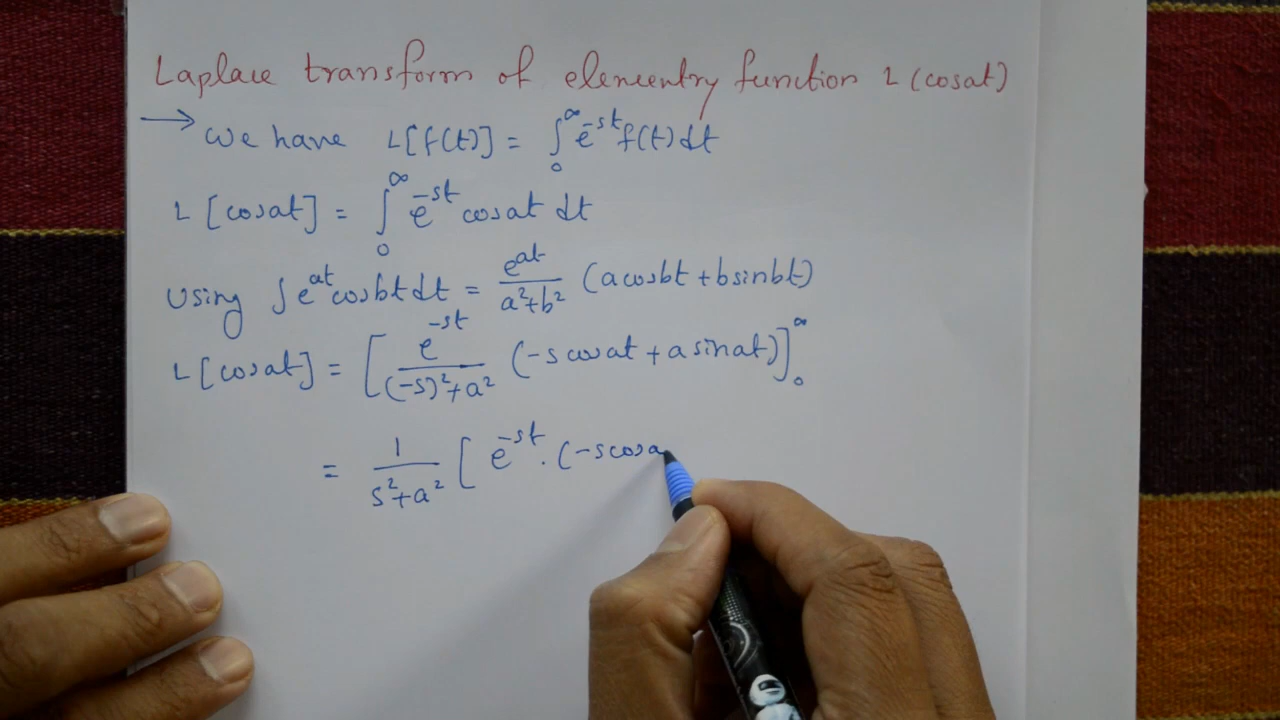 Laplace transform of elementry function L(cosat)
→ We have L[f(t)] = ∫₀^∞ e^-st f(t) dt
L[cosat] = ∫₀^∞ e^-st cosat dt
Using ∫e^at cosbt dt = e^at/(a²+b²) (acosbt + bsinbt)
L[cosat] = [e^-st/((-s)²+a²) (-s cosat + a sinat)]₀^∞
= 1/(s²+a²) [e^-st . (-scosa